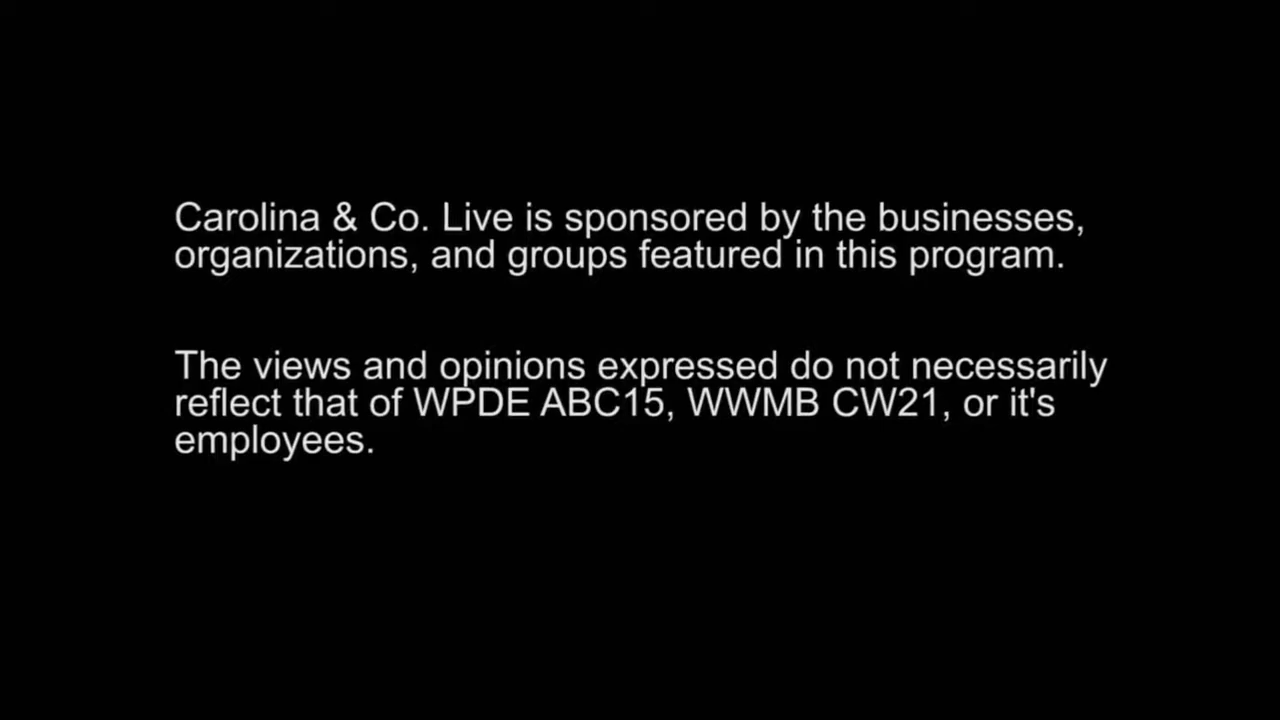 Carolina & Co. Live is sponsored by the businesses,
organizations, and groups featured in this program.
The views and opinions expressed do not necessarily
reflect that of WPDE ABC15, WWMB CW21, or it's
employees.